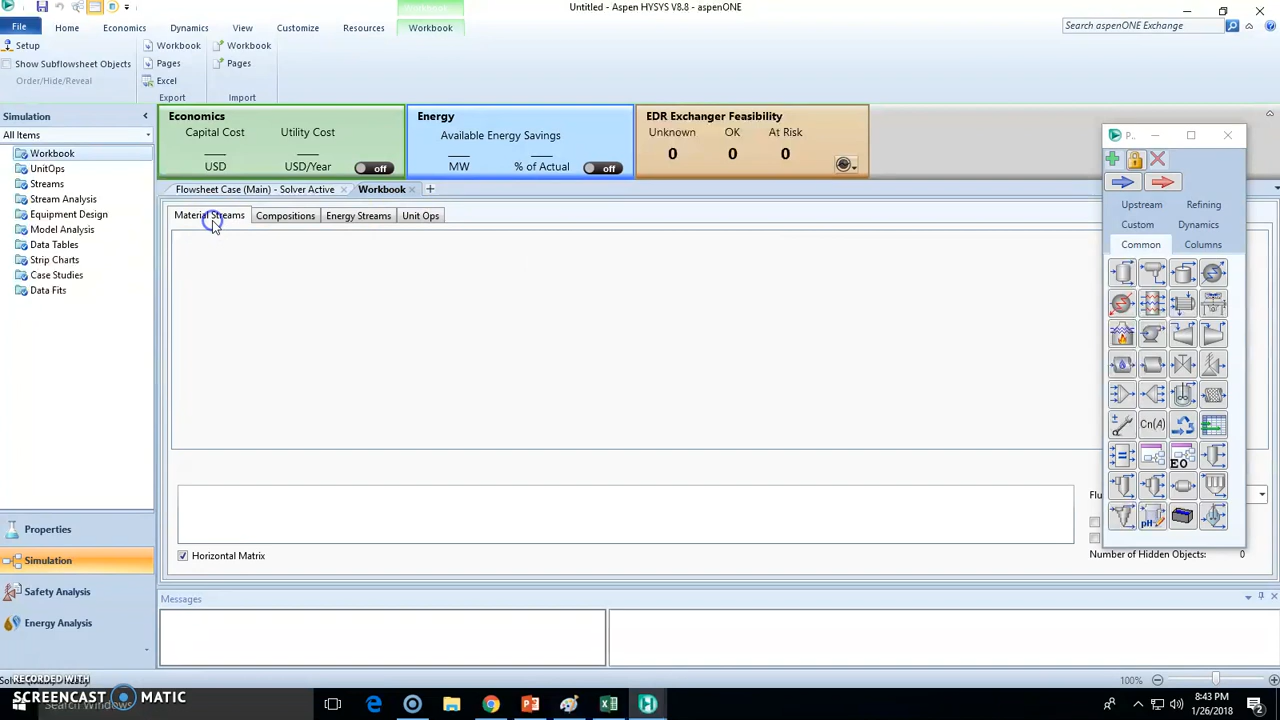 Untitled - Aspen HYSYS V8.8 - aspenONE
File
Home
Economics
Dynamics
View
Customize
Resources
Workbook
Search aspenONE Exchange
Setup
Show Subflowsheet Objects
Order/Hide/Reveal
Workbook
Pages
Excel
Export
Workbook
Pages
Import
Simulation
All Items
Workbook
UnitOps
Streams
Stream Analysis
Equipment Design
Model Analysis
Data Tables
Strip Charts
Case Studies
Data Fits
Properties
Simulation
Safety Analysis
Energy Analysis
Economics
Capital Cost
Utility Cost
USD
USD/Year
off
Energy
Available Energy Savings
MW
% of Actual
off
EDR Exchanger Feasibility
Unknown
OK
At Risk
0
0
0
Flowsheet Case (Main) - Solver Active
Workbook
Material Streams
Compositions
Energy Streams
Unit Ops
P..
Upstream
Refining
Custom
Dynamics
Common
Columns
Cn(A)
EO
pH
Horizontal Matrix
Flu
Number of Hidden Objects:
0
Messages
100%
RECORDED WITH
SCREENCAST MATIC
Search Windows
8:43 PM
1/26/2018